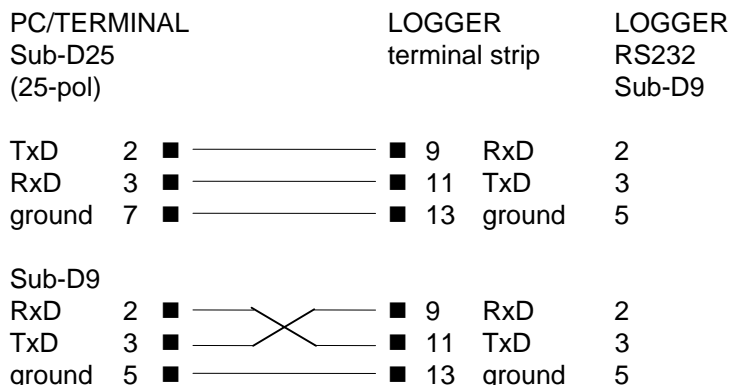 PC/TERMINAL LOGGER LOGGER
Sub-D25 terminal strip RS232
(25-pol) Sub-D9
TxD 2 9 RxD 2
RxD 3 11 TxD 3
ground 7 13 ground 5
Sub-D9
RxD 2 9 RxD 2
TxD 3 11 TxD 3
ground 5 13 ground 5